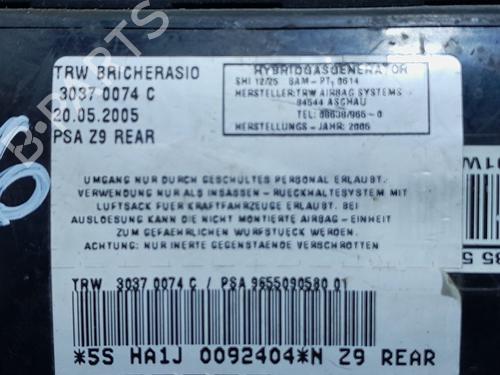 TRW BRICHERASIO
3037 0074 C
20.05.2005
PSA Z9 REAR
HYBRIDGASGENERATOR
SHI 12/25 BAM-PT1 0614
HERSTELLER:TRW AIRBAG SYSTEMS
84544 ASCHAU
TEL: 08638/965-0
HERSTELLUNGS-JAHR: 2005
UMGANG NUR DURCH GESCHULTES PERSONAL ERLAUBT.
VERWENDUNG NUR ALS INSASSEN-RUECKHALTESYSTEM MIT
LUFTSACK FUER KRAFTFAHRZEUGE ERLAUBT. BEI
AUSLOESUNG KANN DIE NICHT MONTIERTE AIRBAG-EINHEIT
ZUM GEFAEHRLICHEN WURFSTUECK WERDEN.
ACHTUNG: NUR INERTE GEGENSTAENDE VERSCHROTTEN
TRW 3037 0074 C / PSA 9655090580 01
*5S HA1J 0092404*N Z9 REAR